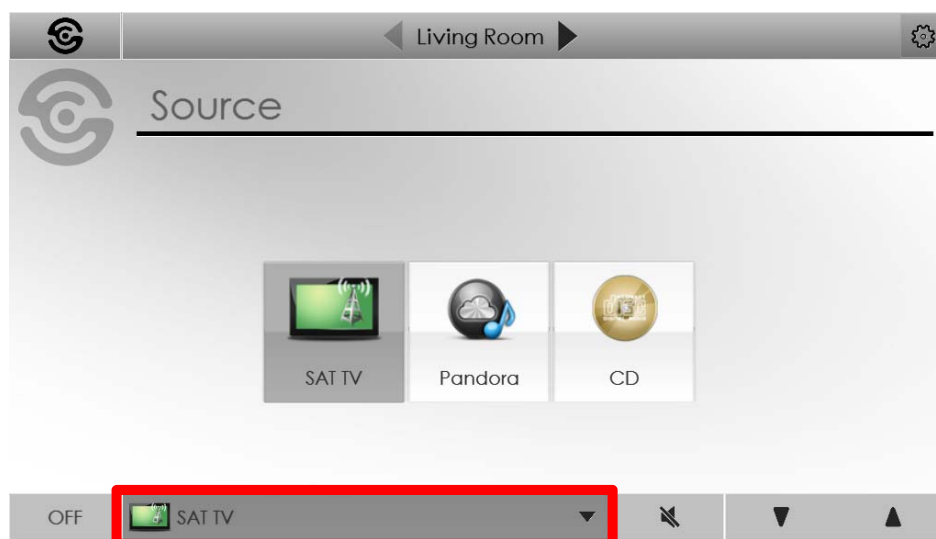 Living Room
Source
SAT TV
Pandora
CD
OFF
SAT TV